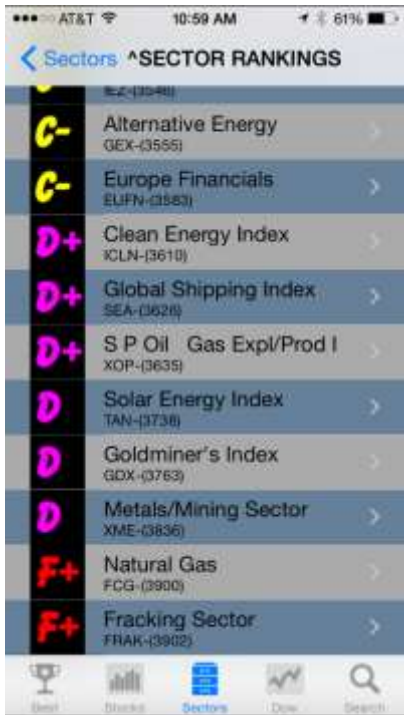 AT&T 10:59 AM 61%
Sectors ^SECTOR RANKINGS
C-
IEZ-(3546)
C- Alternative Energy
GEX-(3555)
C- Europe Financials
EUFN-(3583)
D+ Clean Energy Index
ICLN-(3610)
D+ Global Shipping Index
SEA-(3626)
D+ S P Oil Gas Expl/Prod I
XOP-(3635)
D Solar Energy Index
TAN-(3738)
D Goldminer's Index
GDX-(3763)
D Metals/Mining Sector
XME-(3836)
F+ Natural Gas
FCG-(3900)
F+ Fracking Sector
FRAK-(3902)
Best Stocks Sectors Dow Search